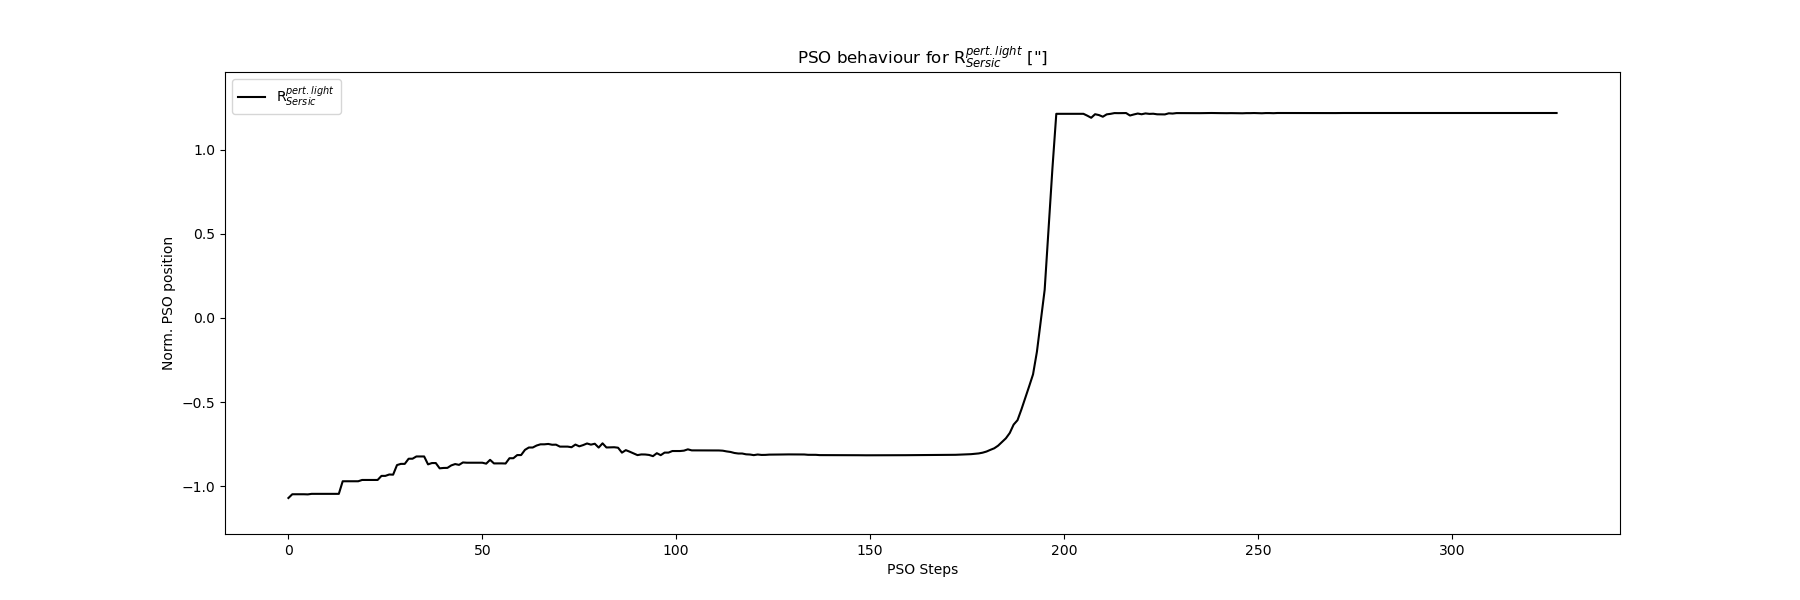 PSO behaviour for R$^{pert. light}_{Sersic}$ ["]
R$^{pert. light}_{Sersic}$
Norm. PSO position
1.0
0.5
0.0
−0.5
−1.0
0 50 100 150 200 250 300
PSO Steps